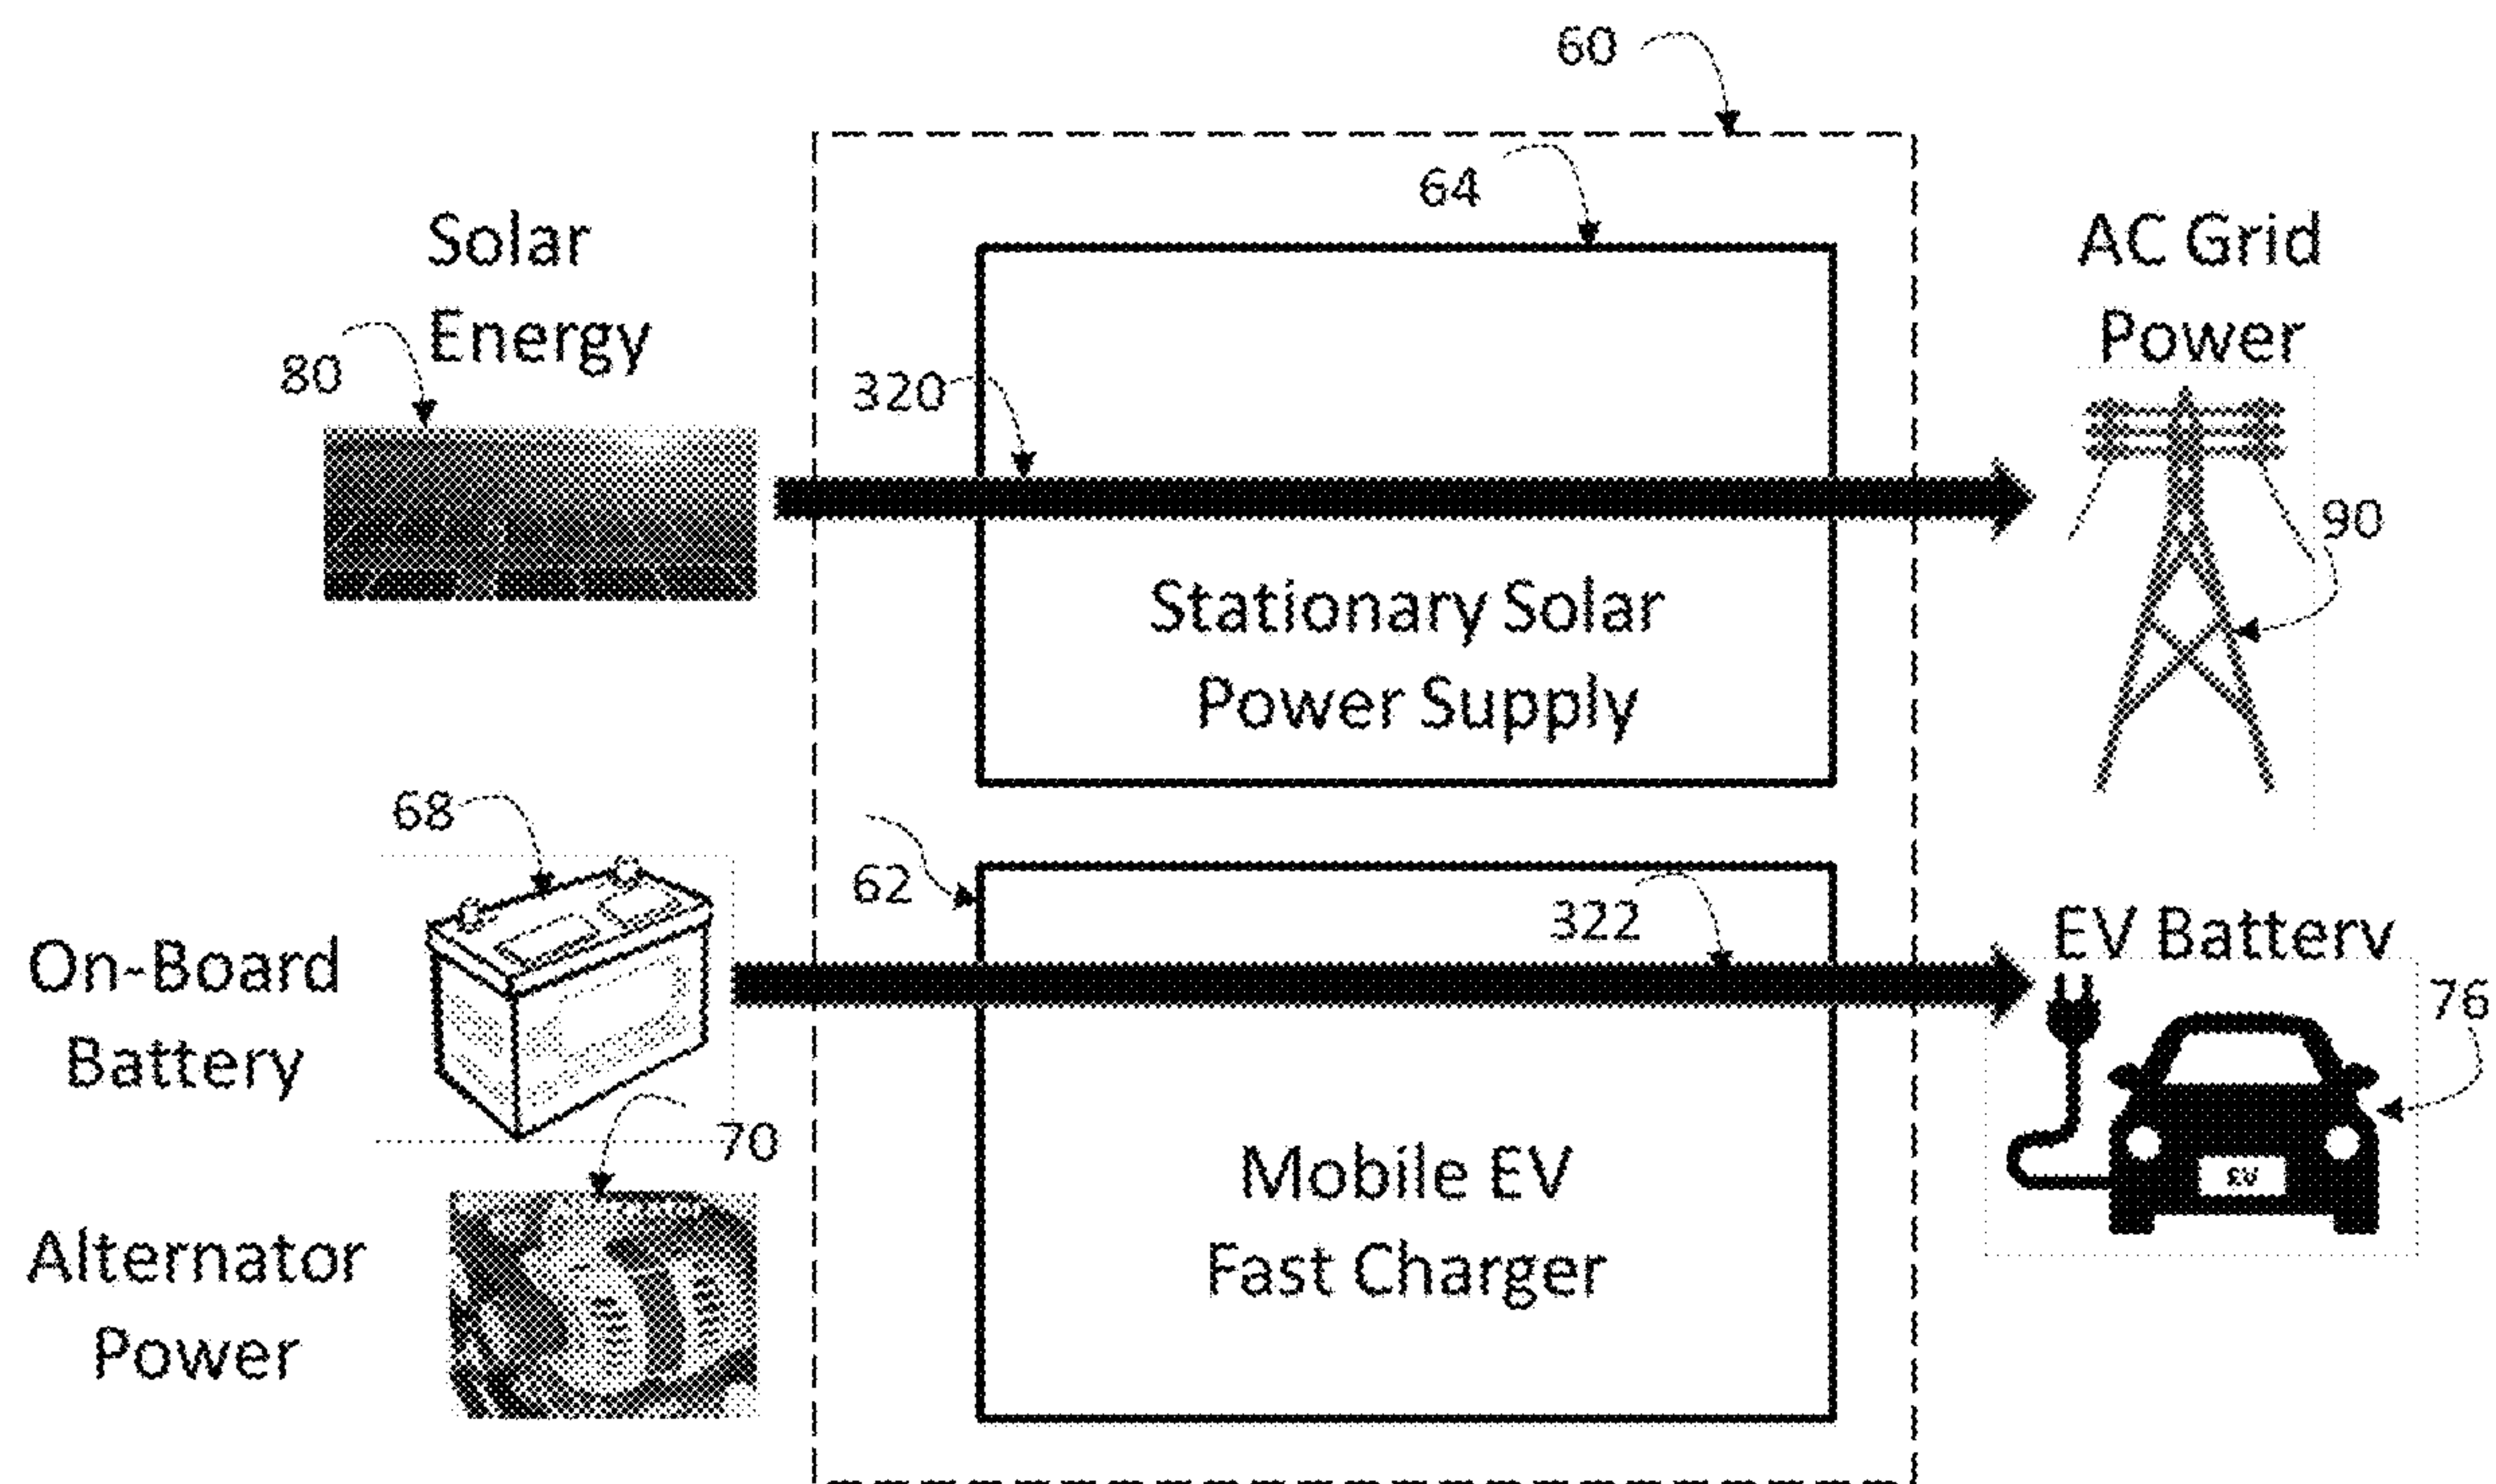 60
64
Solar
Energy
80
320
AC Grid
Power
90
Stationary Solar
Power Supply
68
62
322
On-Board
Battery
EV Battery
76
70
Mobile EV
Fast Charger
Alternator
Power